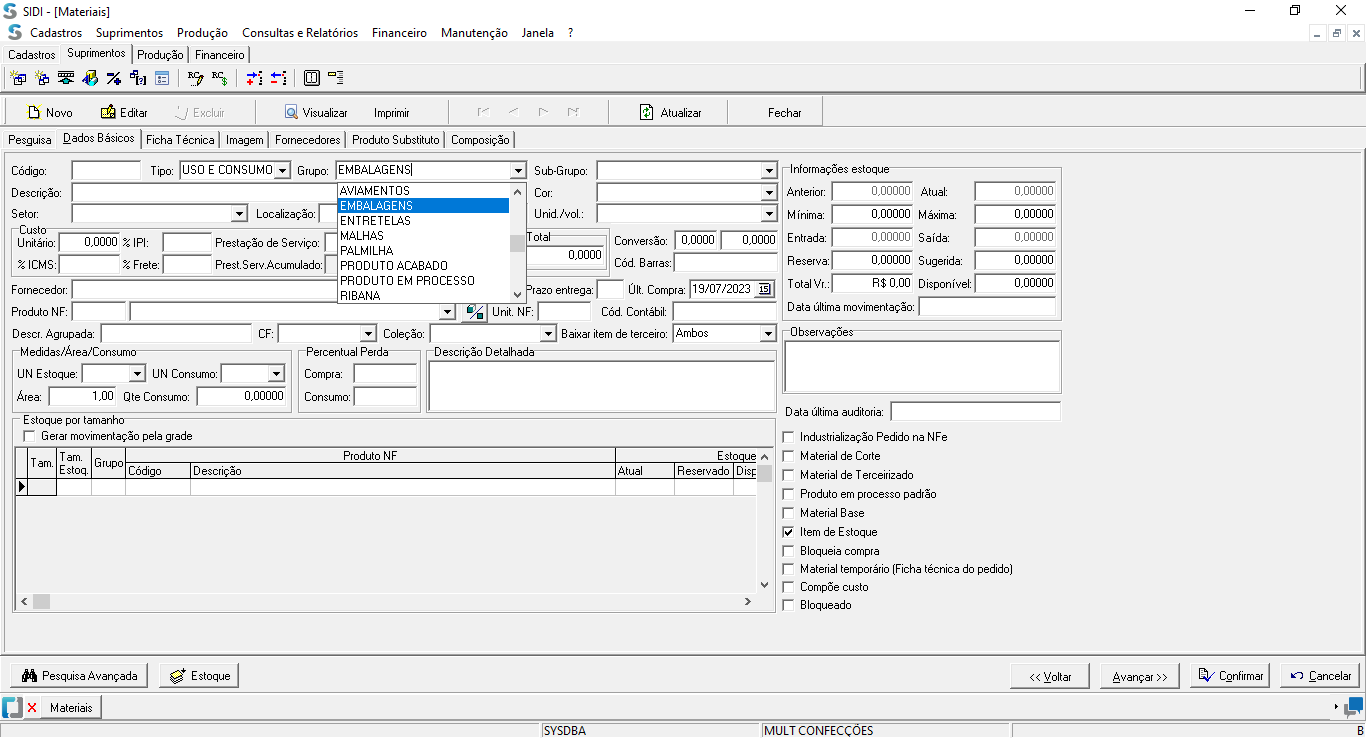 SIDI - [Materiais]
Cadastros Suprimentos Produção Consultas e Relatórios Financeiro Manutenção Janela ?
Cadastros Suprimentos Produção Financeiro
Novo Editar Excluir Visualizar Imprimir Atualizar Fechar
Pesquisa Dados Básicos Ficha Técnica Imagem Fornecedores Produto Substituto Composição
Código: Tipo: USO E CONSUMO Grupo: EMBALAGENS Sub-Grupo:
Descrição: Cor:
Setor: Localização: Unid./vol.:
AVIAMENTOS
EMBALAGENS
ENTRETELAS
MALHAS
PALMILHA
PRODUTO ACABADO
PRODUTO EM PROCESSO
RIBANA
Custo
Unitário: 0,0000 % IPI: Prestação de Serviço:
% ICMS: % Frete: Prest.Serv.Acumulado:
Total
0,0000
Conversão: 0,0000 0,0000
Cód. Barras:
Fornecedor: Prazo entrega: Últ. Compra: 19/07/2023 15
Produto NF: Unit. NF: Cód. Contábil:
Descr. Agrupada: CF: Coleção: Baixar item de terceiro: Ambos
Medidas/Área/Consumo
UN Estoque: UN Consumo:
Área: 1,00 Qte Consumo: 0,00000
Percentual Perda
Compra:
Consumo:
Descrição Detalhada
Estoque por tamanho
Gerar movimentação pela grade
Tam. Tam. Estoq. Grupo Produto NF Estoque
Código Descrição Atual Reservado Disp
Informações estoque
Anterior: 0,00000 Atual: 0,00000
Mínima: 0,00000 Máxima: 0,00000
Entrada: 0,00000 Saída: 0,00000
Reserva: 0,00000 Sugerida: 0,00000
Total Vr.: R$ 0,00 Disponível: 0,00000
Data última movimentação:
Observações
Data última auditoria:
Industrialização Pedido na NFe
Material de Corte
Material de Terceirizado
Produto em processo padrão
Material Base
Item de Estoque
Bloqueia compra
Material temporário (Ficha técnica do pedido)
Compõe custo
Bloqueado
Pesquisa Avançada Estoque << Voltar Avançar >> Confirmar Cancelar
Materiais
SYSDBA MULT CONFECÇÕES B